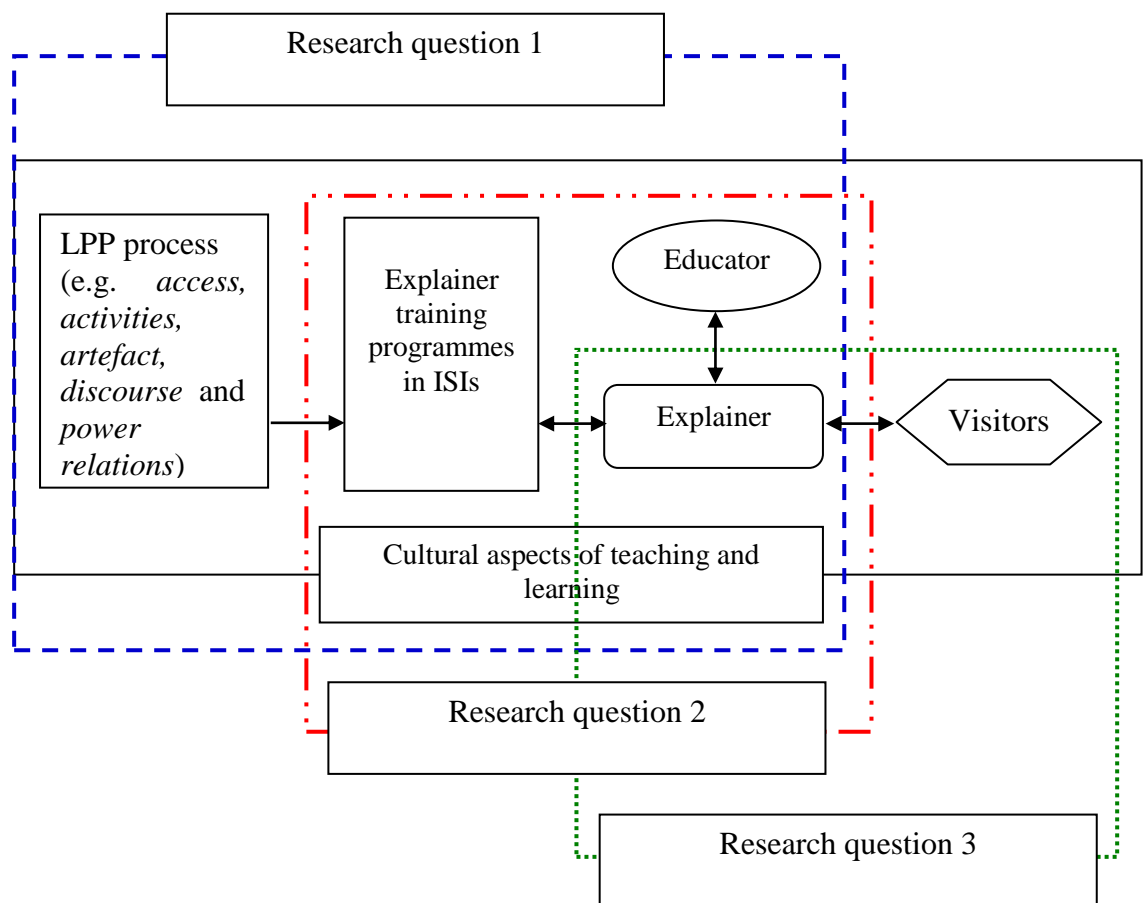 Research question 1
LPP process
(e.g. access,
activities,
artefact,
discourse and
power
relations)
Explainer
training
programmes
in ISIs
Educator
Explainer
Visitors
Cultural aspects of teaching and
learning
Research question 2
Research question 3